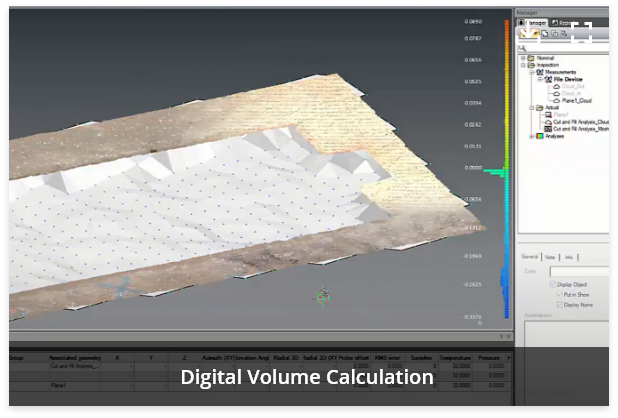 Manager
Manager
0.0890
0.0787
0.0656
0.0525
0.0394
0.0262
0.0131
0.0000
0.0656
-0.1312
-0.1963
-0.2625
-0.3376
Nominal
Inspection
Measurements
File Device
Cloud_Out
Cloud_In
Plane1_Cloud
Actual
Plane1
Cut and Fill Analysis_Cloud
Cut and Fill Analysis_Mesh
Analyses
General Note Info
Color
Display Object
Put in Show
Display Name
Annotations
Group Associated geometry X Y Z Azimuth (XY) Elevation Angl Radial 3D Radial 2D (XY Probe offset RMS error Samples Temperature Pressure
Cut and Fill Analysis_...
Plane1
Digital Volume Calculation